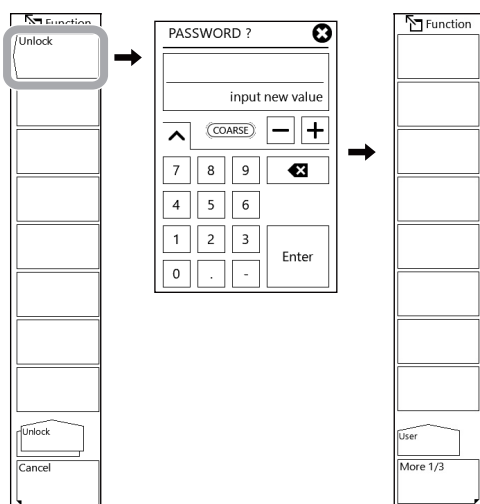 Function
Unlock
Unlock
Cancel
PASSWORD ?
input new value
COARSE
7 8 9
4 5 6
1 2 3
0 . -
Enter
Function
User
More 1/3